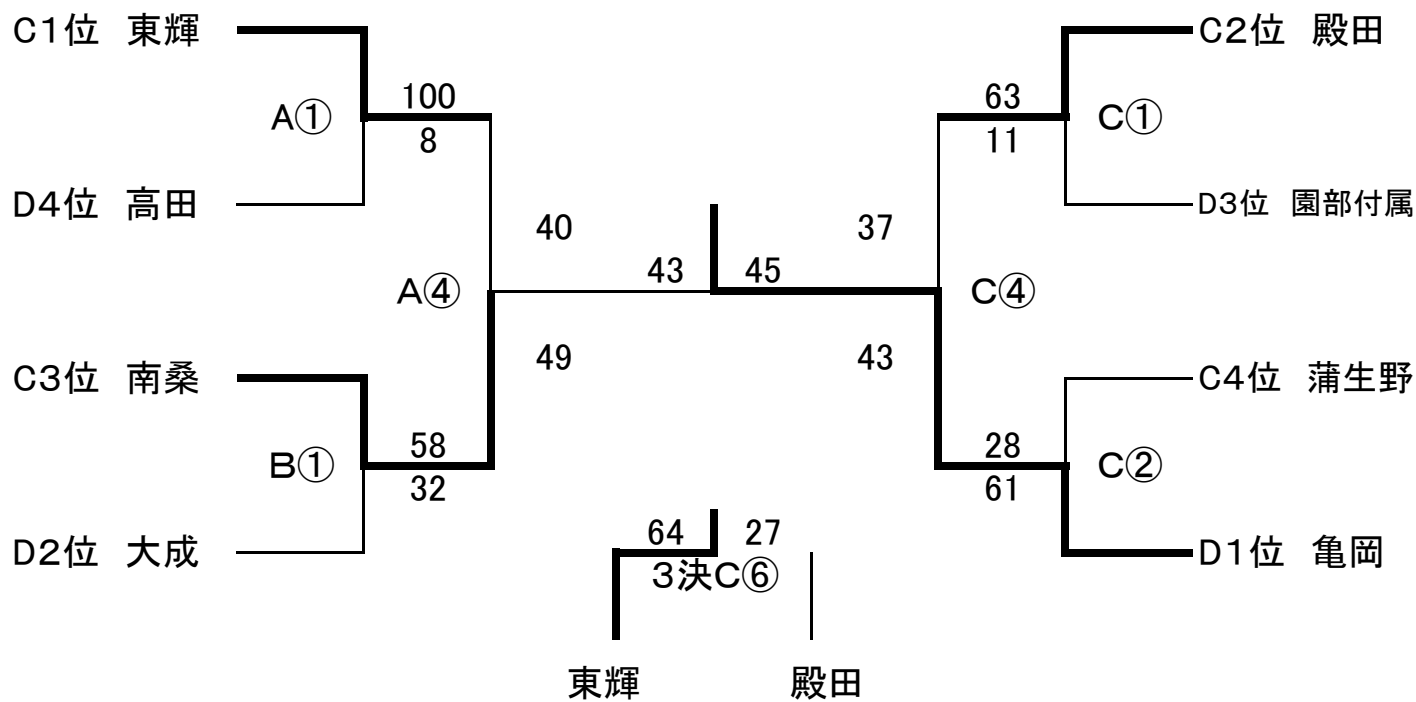 C1位 東輝
A①
100
8
D4位 高田
40
A④
43
49
C3位 南桑
B①
58
32
D2位 大成
C2位 殿田
63
11
C①
D3位 園部付属
37
45
C④
43
C4位 蒲生野
28
61
C②
D1位 亀岡
64
27
3決C⑥
東輝
殿田